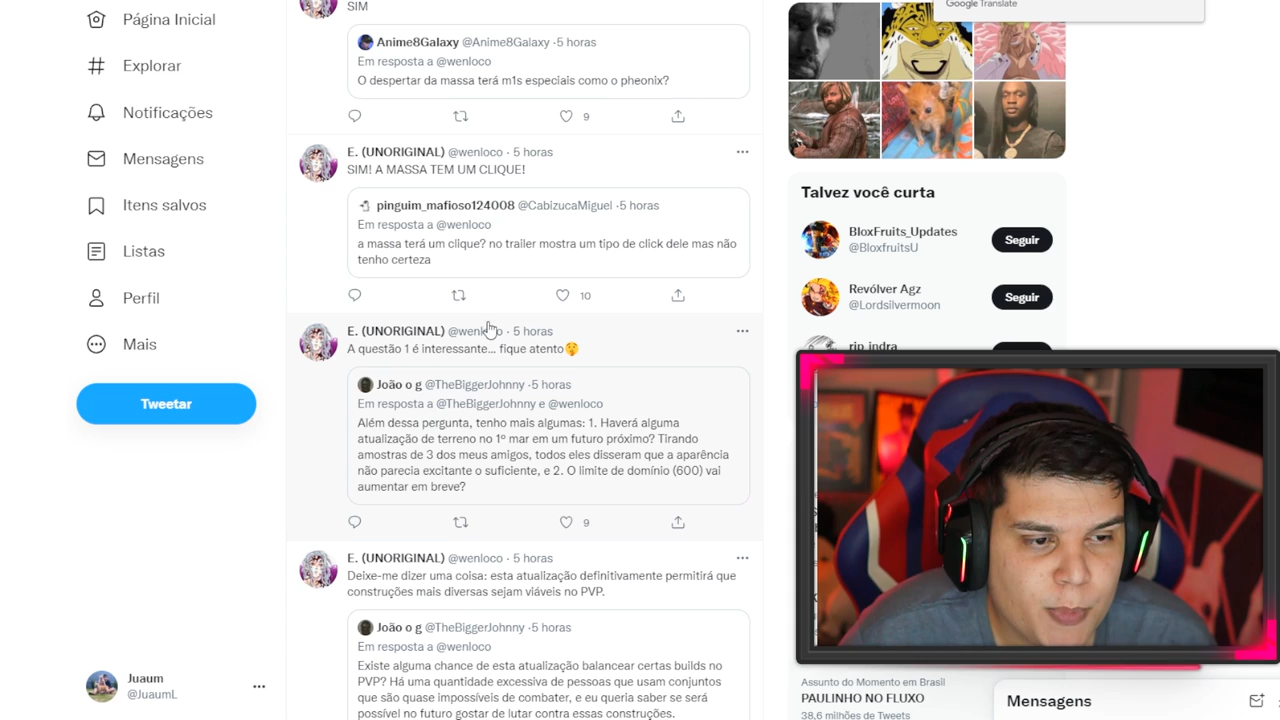 Google Translate
Página Inicial
Explorar
Notificações
Mensagens
Itens salvos
Listas
Perfil
Mais
Tweetar
Juaum
@JuaumL
SIM
Anime8Galaxy @Anime8Galaxy ·5 horas
Em resposta a @wenloco
O despertar da massa terá m1s especiais como o pheonix?
9
E. (UNORIGINAL) @wenloco · 5 horas
SIM! A MASSA TEM UM CLIQUE!
pinguim_mafioso124008 @CabizucaMiguel ·5 horas
Em resposta a @wenloco
a massa terá um clique? no trailer mostra um tipo de click dele mas não
tenho certeza
10
E. (UNORIGINAL) @wenloco · 5 horas
A questão 1 é interessante... fique atento🤫
João o g @TheBiggerJohnny ·5 horas
Em resposta a @TheBiggerJohnny e @wenloco
Além dessa pergunta, tenho mais algumas: 1. Haverá alguma
atualização de terreno no 1º mar em um futuro próximo? Tirando
amostras de 3 dos meus amigos, todos eles disseram que a aparência
não parecia excitante o suficiente, e 2. O limite de domínio (600) vai
aumentar em breve?
9
E. (UNORIGINAL) @wenloco · 5 horas
Deixe-me dizer uma coisa: esta atualização definitivamente permitirá que
construções mais diversas sejam viáveis no PVP.
João o g @TheBiggerJohnny ·5 horas
Em resposta a @wenloco
Existe alguma chance de esta atualização balancear certas builds no
PVP? Há uma quantidade excessiva de pessoas que usam conjuntos
que são quase impossíveis de combater, e eu queria saber se será
possível no futuro gostar de lutar contra essas construções.
Talvez você curta
BloxFruits_Updates
@BloxfruitsU
Seguir
Revólver Agz
@Lordsilvermoon
Seguir
rip_indra
Assunto do Momento em Brasil
PAULINHO NO FLUXO
38,6 milhões de Tweets
Mensagens